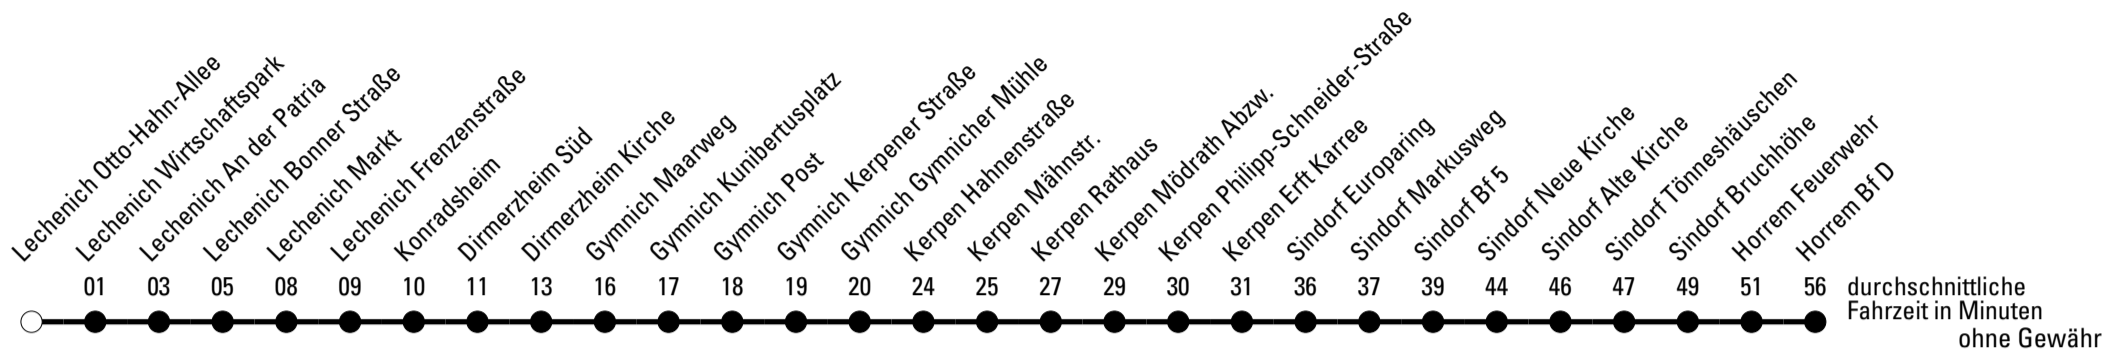 Lechenich Otto-Hahn-Allee
Lechenich Wirtschaftspark
Lechenich An der Patria
Lechenich Bonner Straße
Lechenich Markt
Lechenich Frenzenstraße
Konradsheim
Dirmerzheim Süd
Dirmerzheim Kirche
Gymnich Maarweg
Gymnich Kunibertusplatz
Gymnich Post
Gymnich Kerpener Straße
Gymnich Gymnicher Mühle
Kerpen Hahnenstraße
Kerpen Mähnstr.
Kerpen Rathaus
Kerpen Mödrath Abzw.
Kerpen Philipp-Schneider-Straße
Kerpen Erft Karree
Sindorf Europaring
Sindorf Markusweg
Sindorf Bf 5
Sindorf Neue Kirche
Sindorf Alte Kirche
Sindorf Tönneshäuschen
Sindorf Bruchhöhe
Horrem Feuerwehr
Horrem Bf D
01 03 05 08 09 10 11 13 16 17 18 19 20 24 25 27 29 30 31 36 37 39 44 46 47 49 51 56 durchschnittliche
Fahrzeit in Minuten
ohne Gewähr